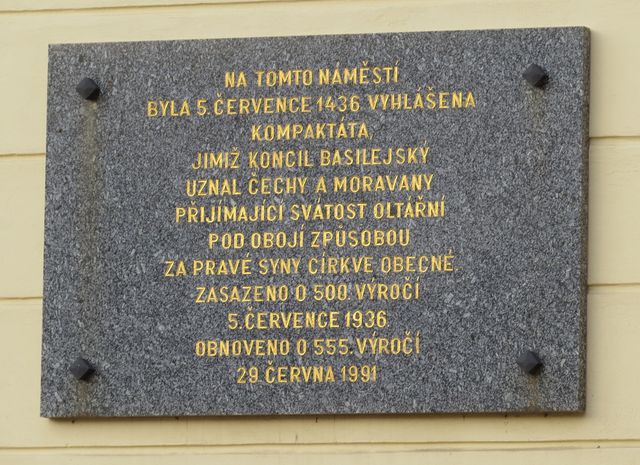 NA TOMTO NÁMĚSTÍ
BYLA 5. ČERVENCE 1436 VYHLÁŠENA
KOMPAKTÁTA,
JIMIŽ KONCIL BASILEJSKÝ
UZNAL ČECHY A MORAVANY
PŘIJÍMAJÍCÍ SVÁTOST OLTÁŘNÍ
POD OBOJÍ ZPŮSOBOU
ZA PRAVÉ SYNY CÍRKVE OBECNÉ.
ZASAZENO O 500. VÝROČÍ
5. ČERVENCE 1936
OBNOVENO O 555. VÝROČÍ
29. ČERVNA 1991